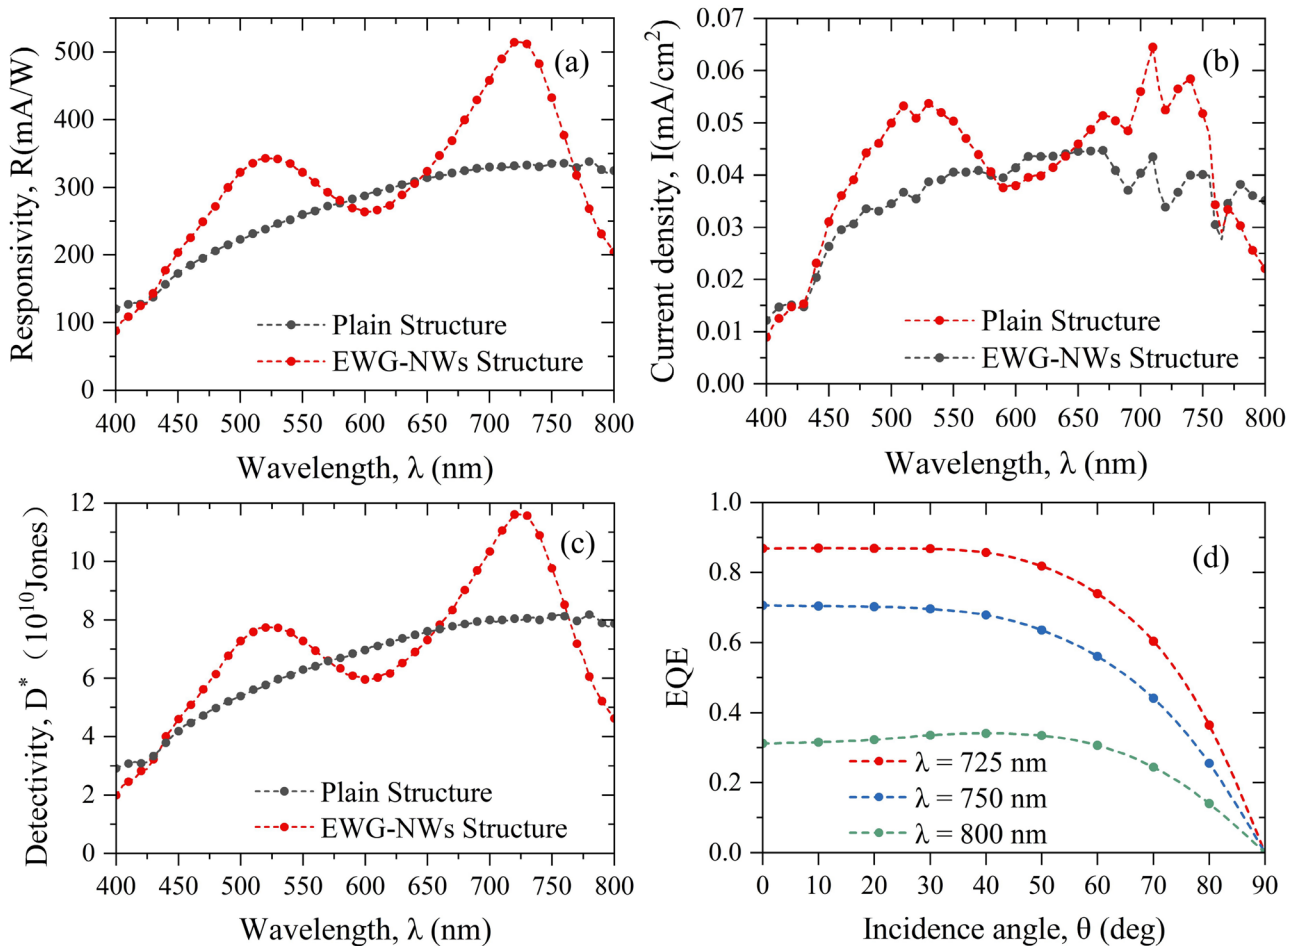 (a)
Responsivity, R(mA/W)
500
400
300
200
100
0
Plain Structure
EWG-NWs Structure
400 450 500 550 600 650 700 750 800
Wavelength, λ (nm)
(b)
Current density, I(mA/cm²)
0.07
0.06
0.05
0.04
0.03
0.02
0.01
0.00
Plain Structure
EWG-NWs Structure
400 450 500 550 600 650 700 750 800
Wavelength, λ (nm)
(c)
Detectivity, D* (10¹⁰Jones)
12
10
8
6
4
2
0
Plain Structure
EWG-NWs Structure
400 450 500 550 600 650 700 750 800
Wavelength, λ (nm)
(d)
EQE
1.0
0.8
0.6
0.4
0.2
0.0
λ = 725 nm
λ = 750 nm
λ = 800 nm
0 10 20 30 40 50 60 70 80 90
Incidence angle, θ (deg)